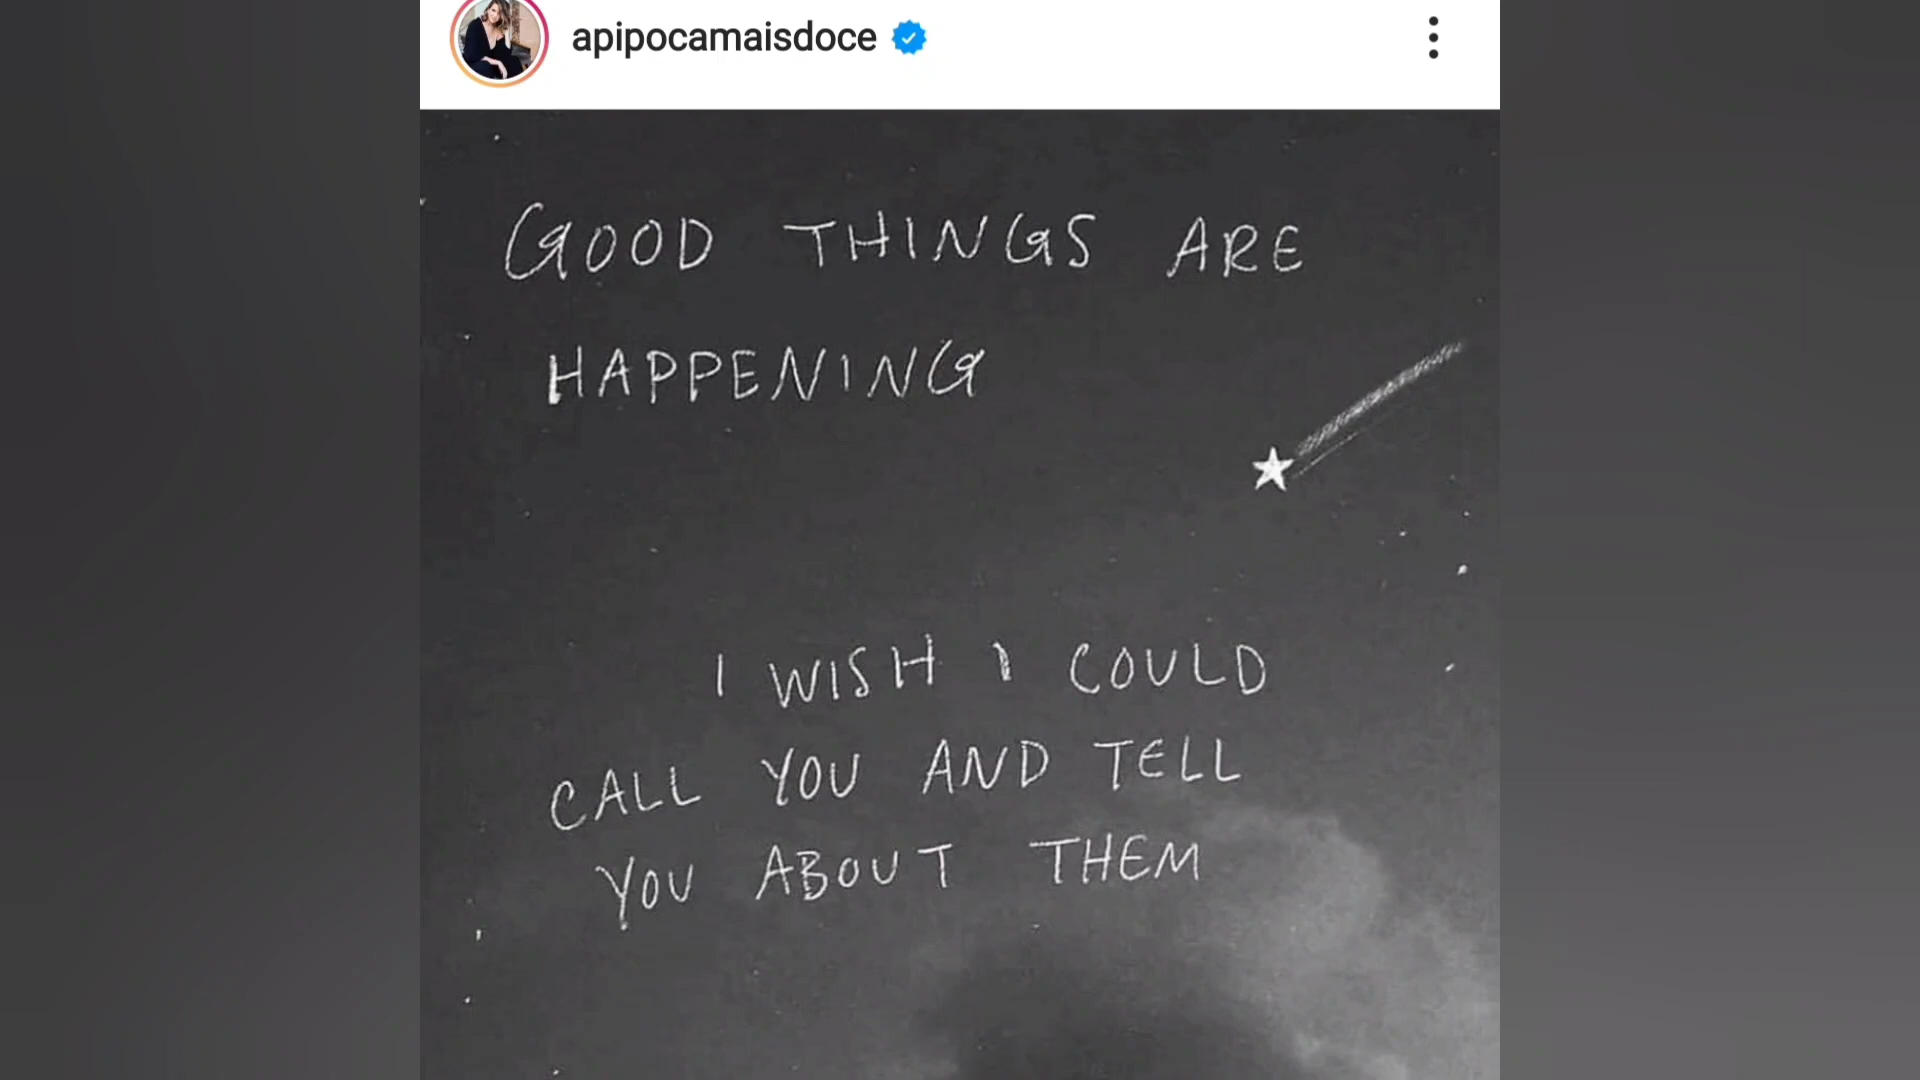 apipocamaisdoce
GOOD THINGS ARE
HAPPENING
I WISH I COULD
CALL YOU AND TELL
YOU ABOUT THEM